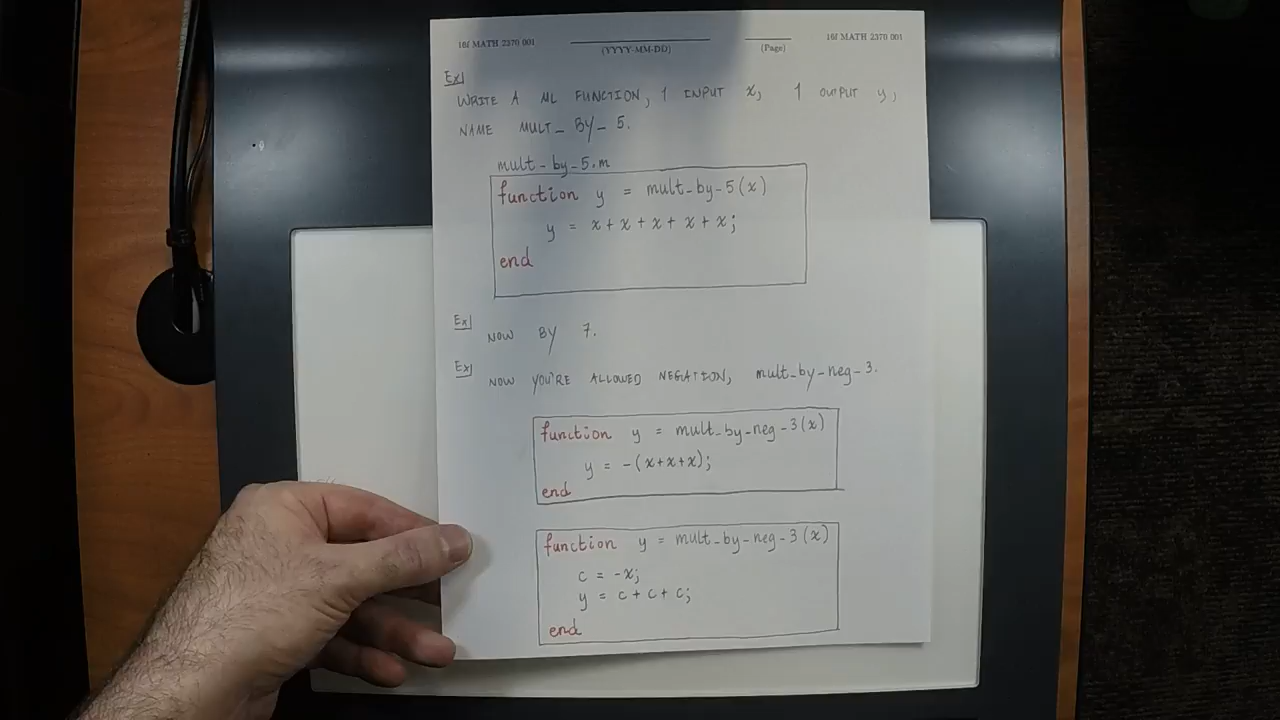 16f MATH 2370 001 (YYYY-MM-DD) (Page) 16f MATH 2370 001
Ex|
WRITE A ML FUNCTION, 1 INPUT x, 1 OUTPUT y,
NAME MULT_BY_5.
mult_by_5.m
function y = mult_by_5(x)
y = x+x+x+x+x;
end
Ex| NOW BY 7.
Ex| NOW YOU'RE ALLOWED NEGATION, mult_by_neg_3.
function y = mult_by_neg_3(x)
y = -(x+x+x);
end
function y = mult_by_neg_3(x)
c = -x;
y = c+c+c;
end